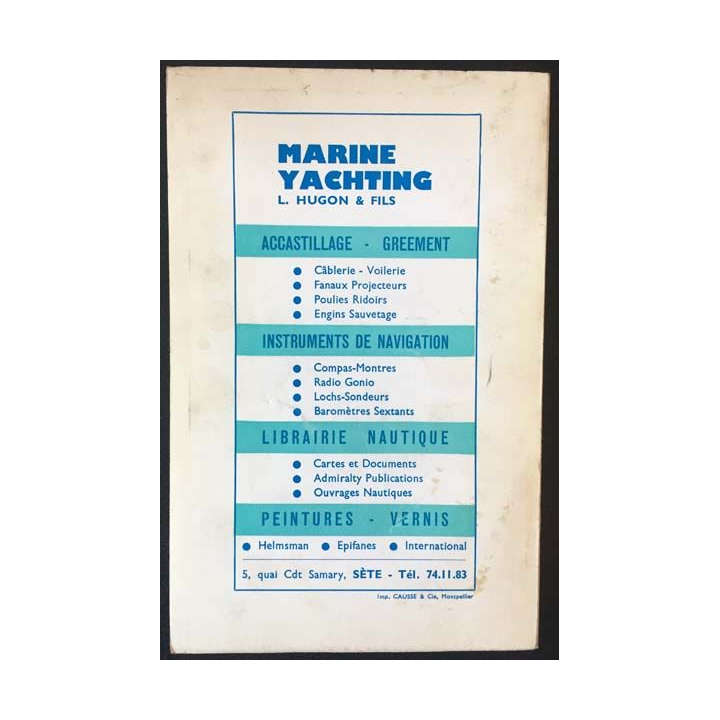 MARINE
YACHTING
L. HUGON & FILS
ACCASTILLAGE - GREEMENT
● Câblerie - Voilerie
● Fanaux Projecteurs
● Poulies Ridoirs
● Engins Sauvetage
INSTRUMENTS DE NAVIGATION
● Compas-Montres
● Radio Gonio
● Lochs-Sondeurs
● Baromètres Sextants
LIBRAIRIE NAUTIQUE
● Cartes et Documents
● Admiralty Publications
● Ouvrages Nautiques
PEINTURES - VERNIS
● Helmsman ● Epifanes ● International
5, quai Cdt Samary, SÈTE - Tél. 74.11.83
Imp. CAUSSE & Cie, Montpellier